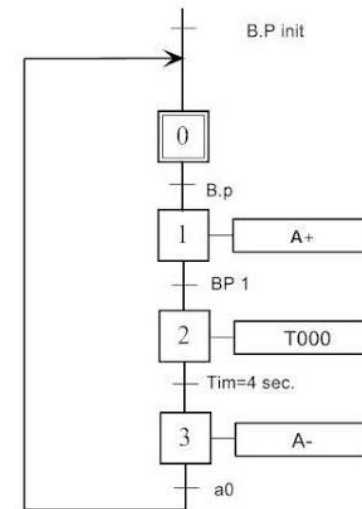 B.P init
0
B.p
1
A+
BP 1
2
T000
Tim=4 sec.
3
A-
a0